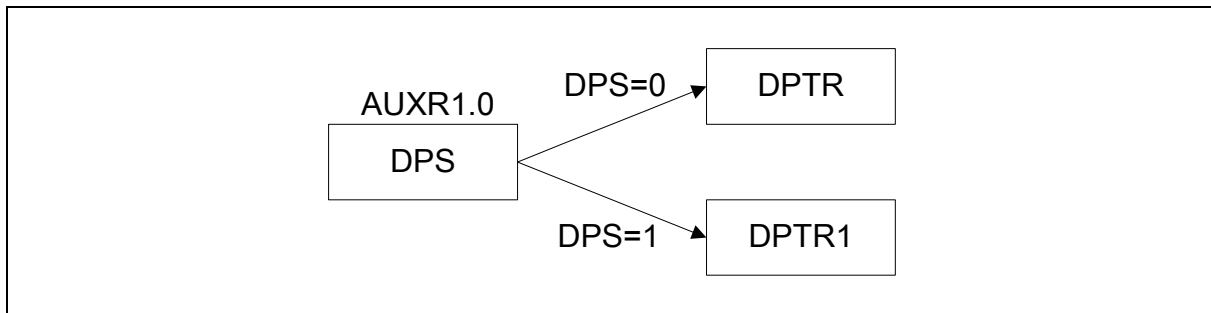 DPS=0
DPTR
AUXR1.0
DPS
DPS=1
DPTR1